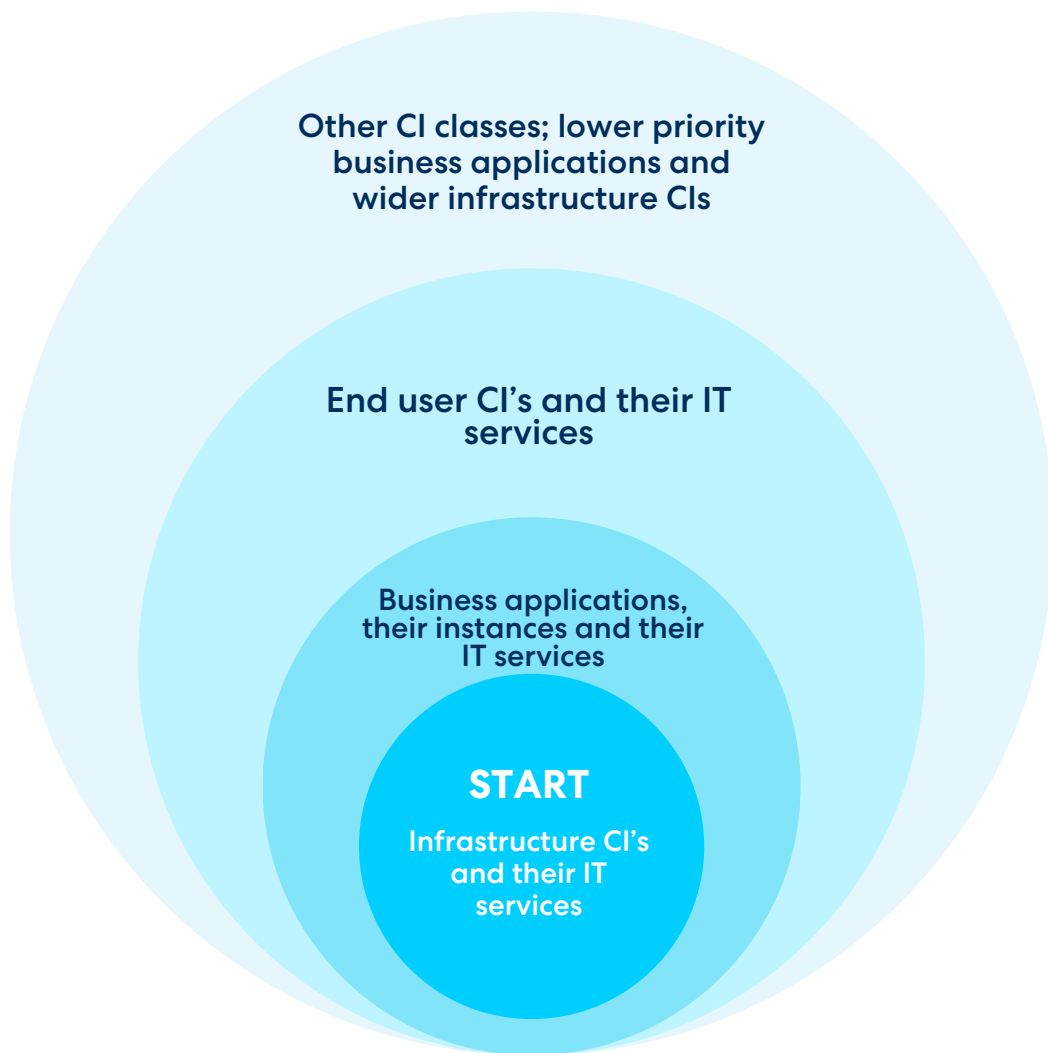 Other CI classes; lower priority
business applications and
wider infrastructure CIs
End user CI’s and their IT
services
Business applications,
their instances and their
IT services
START
Infrastructure CI’s
and their IT
services